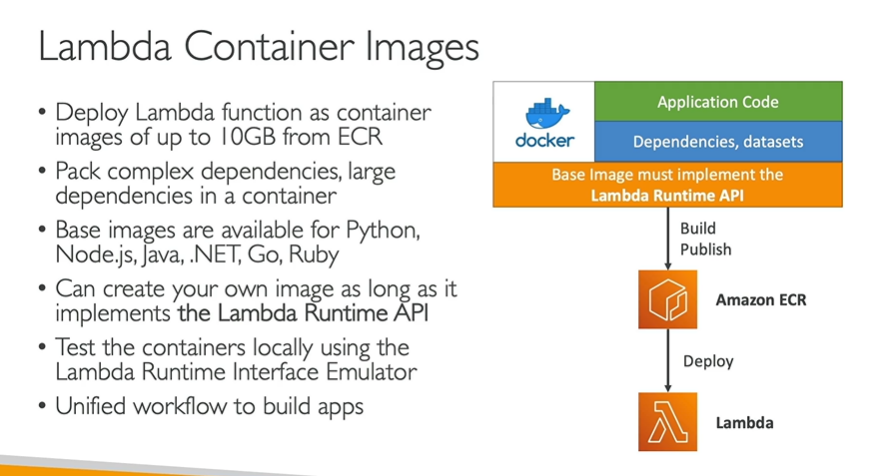 Lambda Container Images
• Deploy Lambda function as container
images of up to 10GB from ECR
• Pack complex dependencies, large
dependencies in a container
• Base images are available for Python,
Node.js, Java, .NET, Go, Ruby
• Can create your own image as long as it
implements the Lambda Runtime API
• Test the containers locally using the
Lambda Runtime Interface Emulator
• Unified workflow to build apps
docker
Application Code
Dependencies, datasets
Base Image must implement the
Lambda Runtime API
Build
Publish
Amazon ECR
Deploy
Lambda